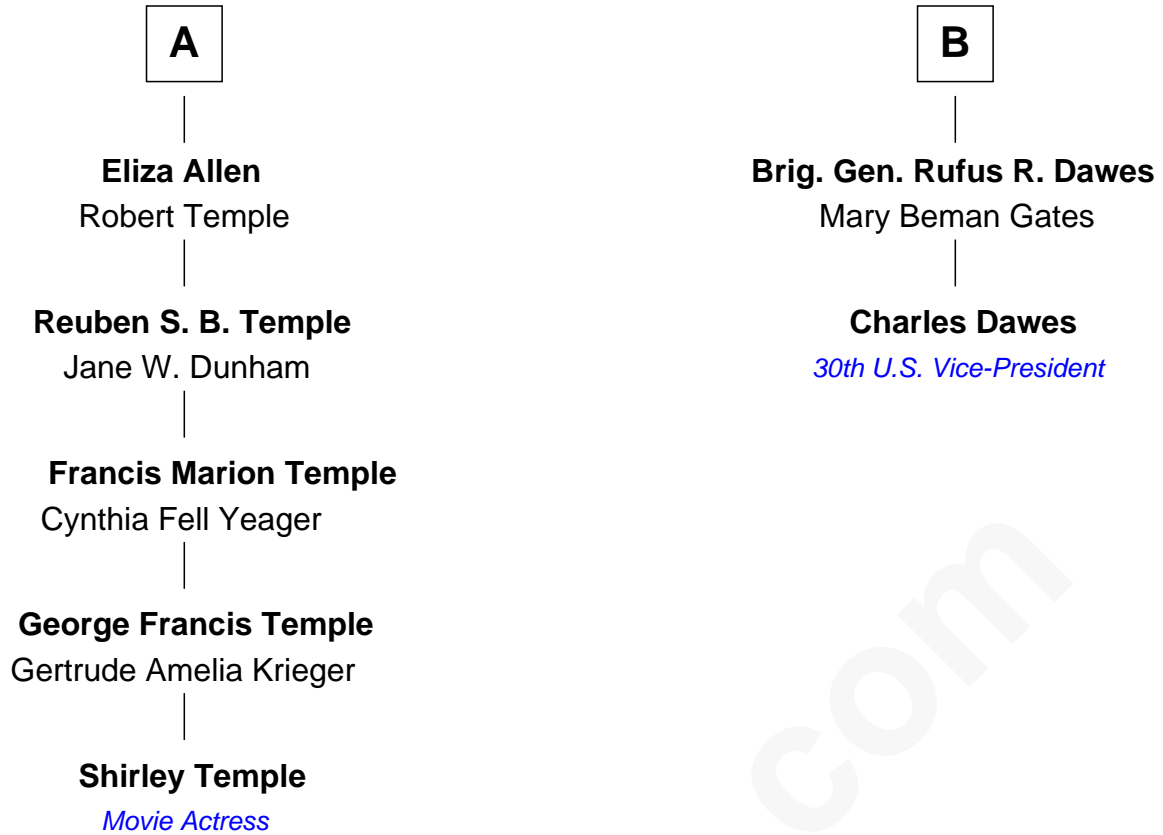 A
Eliza Allen
Robert Temple
Reuben S. B. Temple
Jane W. Dunham
Francis Marion Temple
Cynthia Fell Yeager
George Francis Temple
Gertrude Amelia Krieger
Shirley Temple
Movie Actress
B
Brig. Gen. Rufus R. Dawes
Mary Beman Gates
Charles Dawes
30th U.S. Vice-President
com